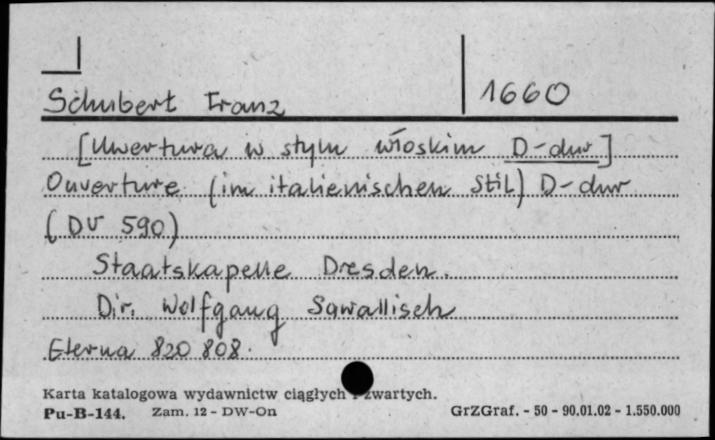 Schubert Franz
1660
[Uwertura w stylu włoskim D-dur]
Ouverture (im italienischen Stil) D-dur
(DV 590)
Staatskapelle Dresden.
Dir. Wolfgang Sawallisch
Eterna 820 808.
Karta katalogowa wydawnictw ciągłych i zwartych.
Pu-B-144. Zam. 12 - DW-On GrZGraf. - 50 - 90.01.02 - 1.550.000